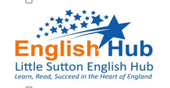 English Hub
Little Sutton English Hub
Learn, Read, Succeed in the Heart of England